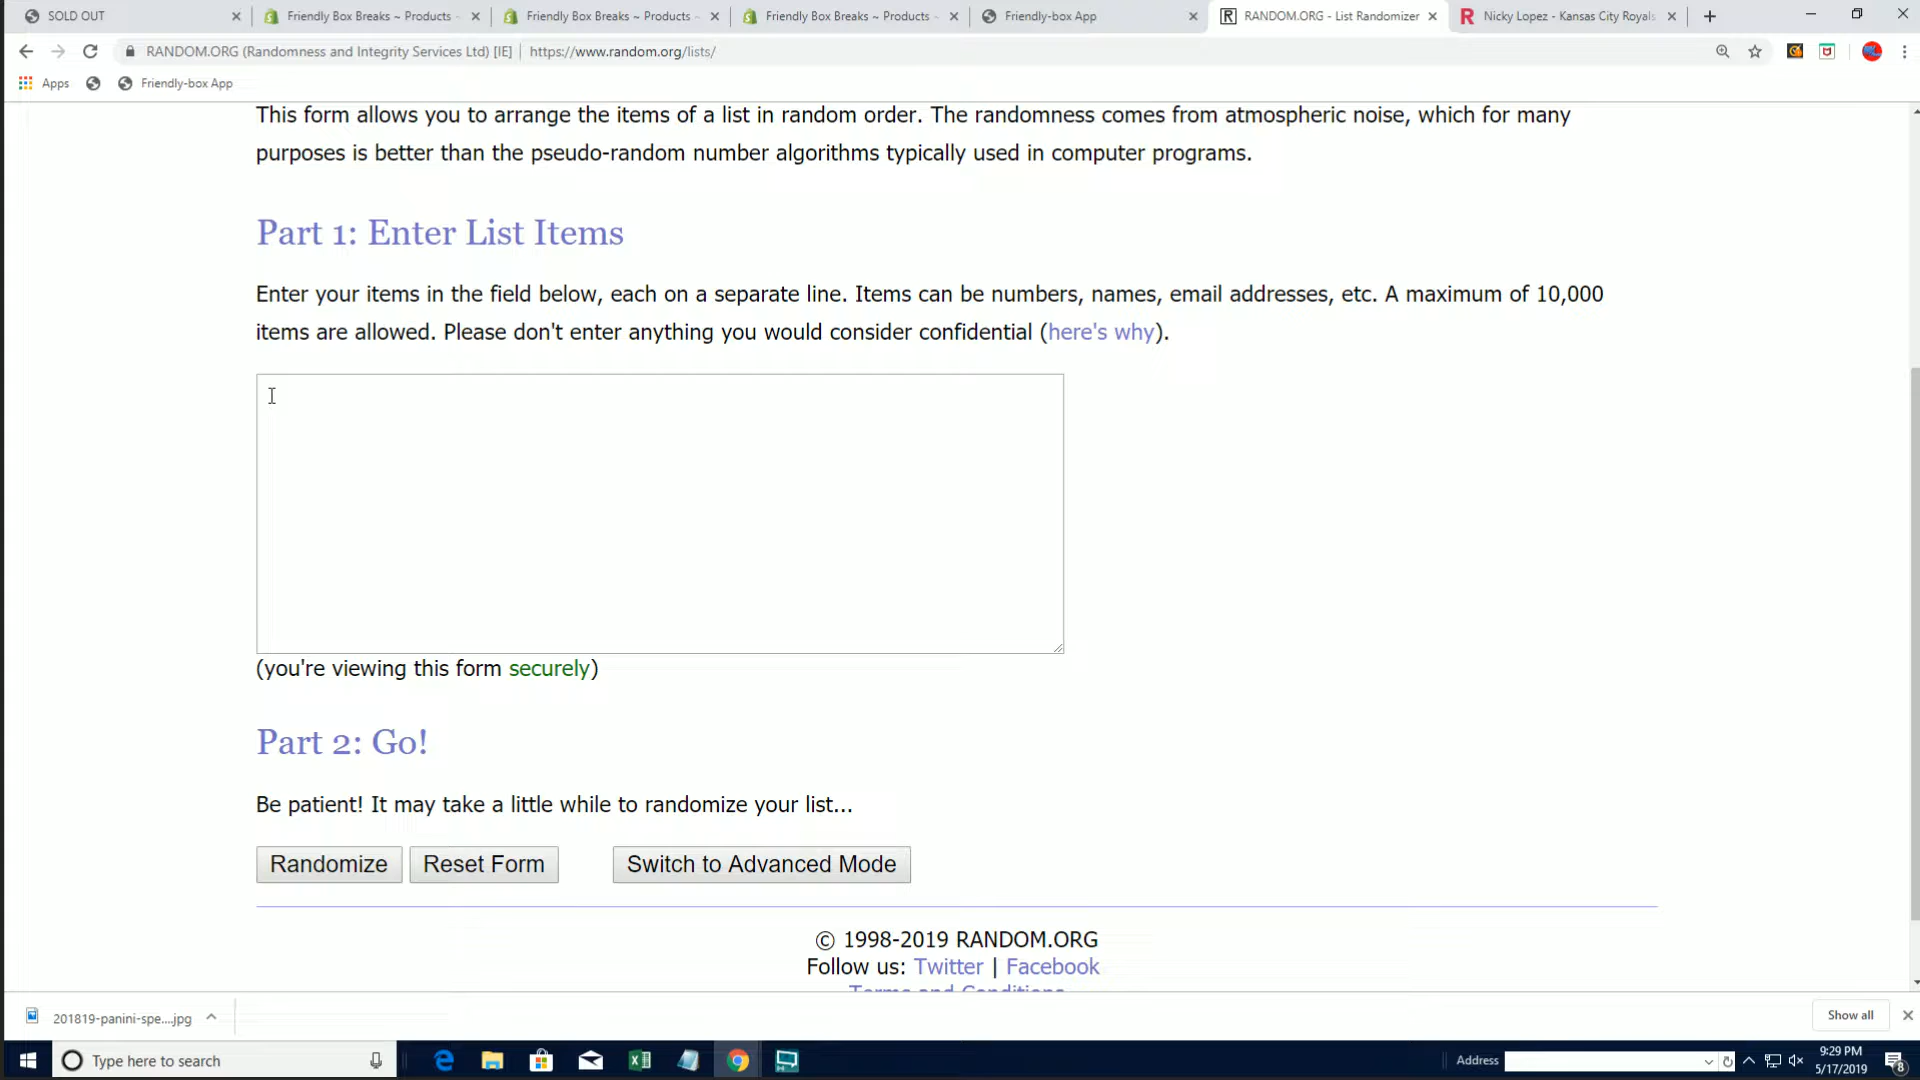 SOLD OUT
Friendly Box Breaks ~ Products -
Friendly Box Breaks ~ Products -
Friendly Box Breaks ~ Products -
Friendly-box App
RANDOM.ORG - List Randomizer
Nicky Lopez - Kansas City Royals
RANDOM.ORG (Randomness and Integrity Services Ltd) [IE] | https://www.random.org/lists/
Apps
Friendly-box App
This form allows you to arrange the items of a list in random order. The randomness comes from atmospheric noise, which for many
purposes is better than the pseudo-random number algorithms typically used in computer programs.
Part 1: Enter List Items
Enter your items in the field below, each on a separate line. Items can be numbers, names, email addresses, etc. A maximum of 10,000
items are allowed. Please don't enter anything you would consider confidential (here's why).
(you're viewing this form securely)
Part 2: Go!
Be patient! It may take a little while to randomize your list...
Randomize
Reset Form
Switch to Advanced Mode
© 1998-2019 RANDOM.ORG
Follow us: Twitter | Facebook
Terms and Conditions
201819-panini-spe....jpg
Show all
Type here to search
Address
9:29 PM
5/17/2019
8